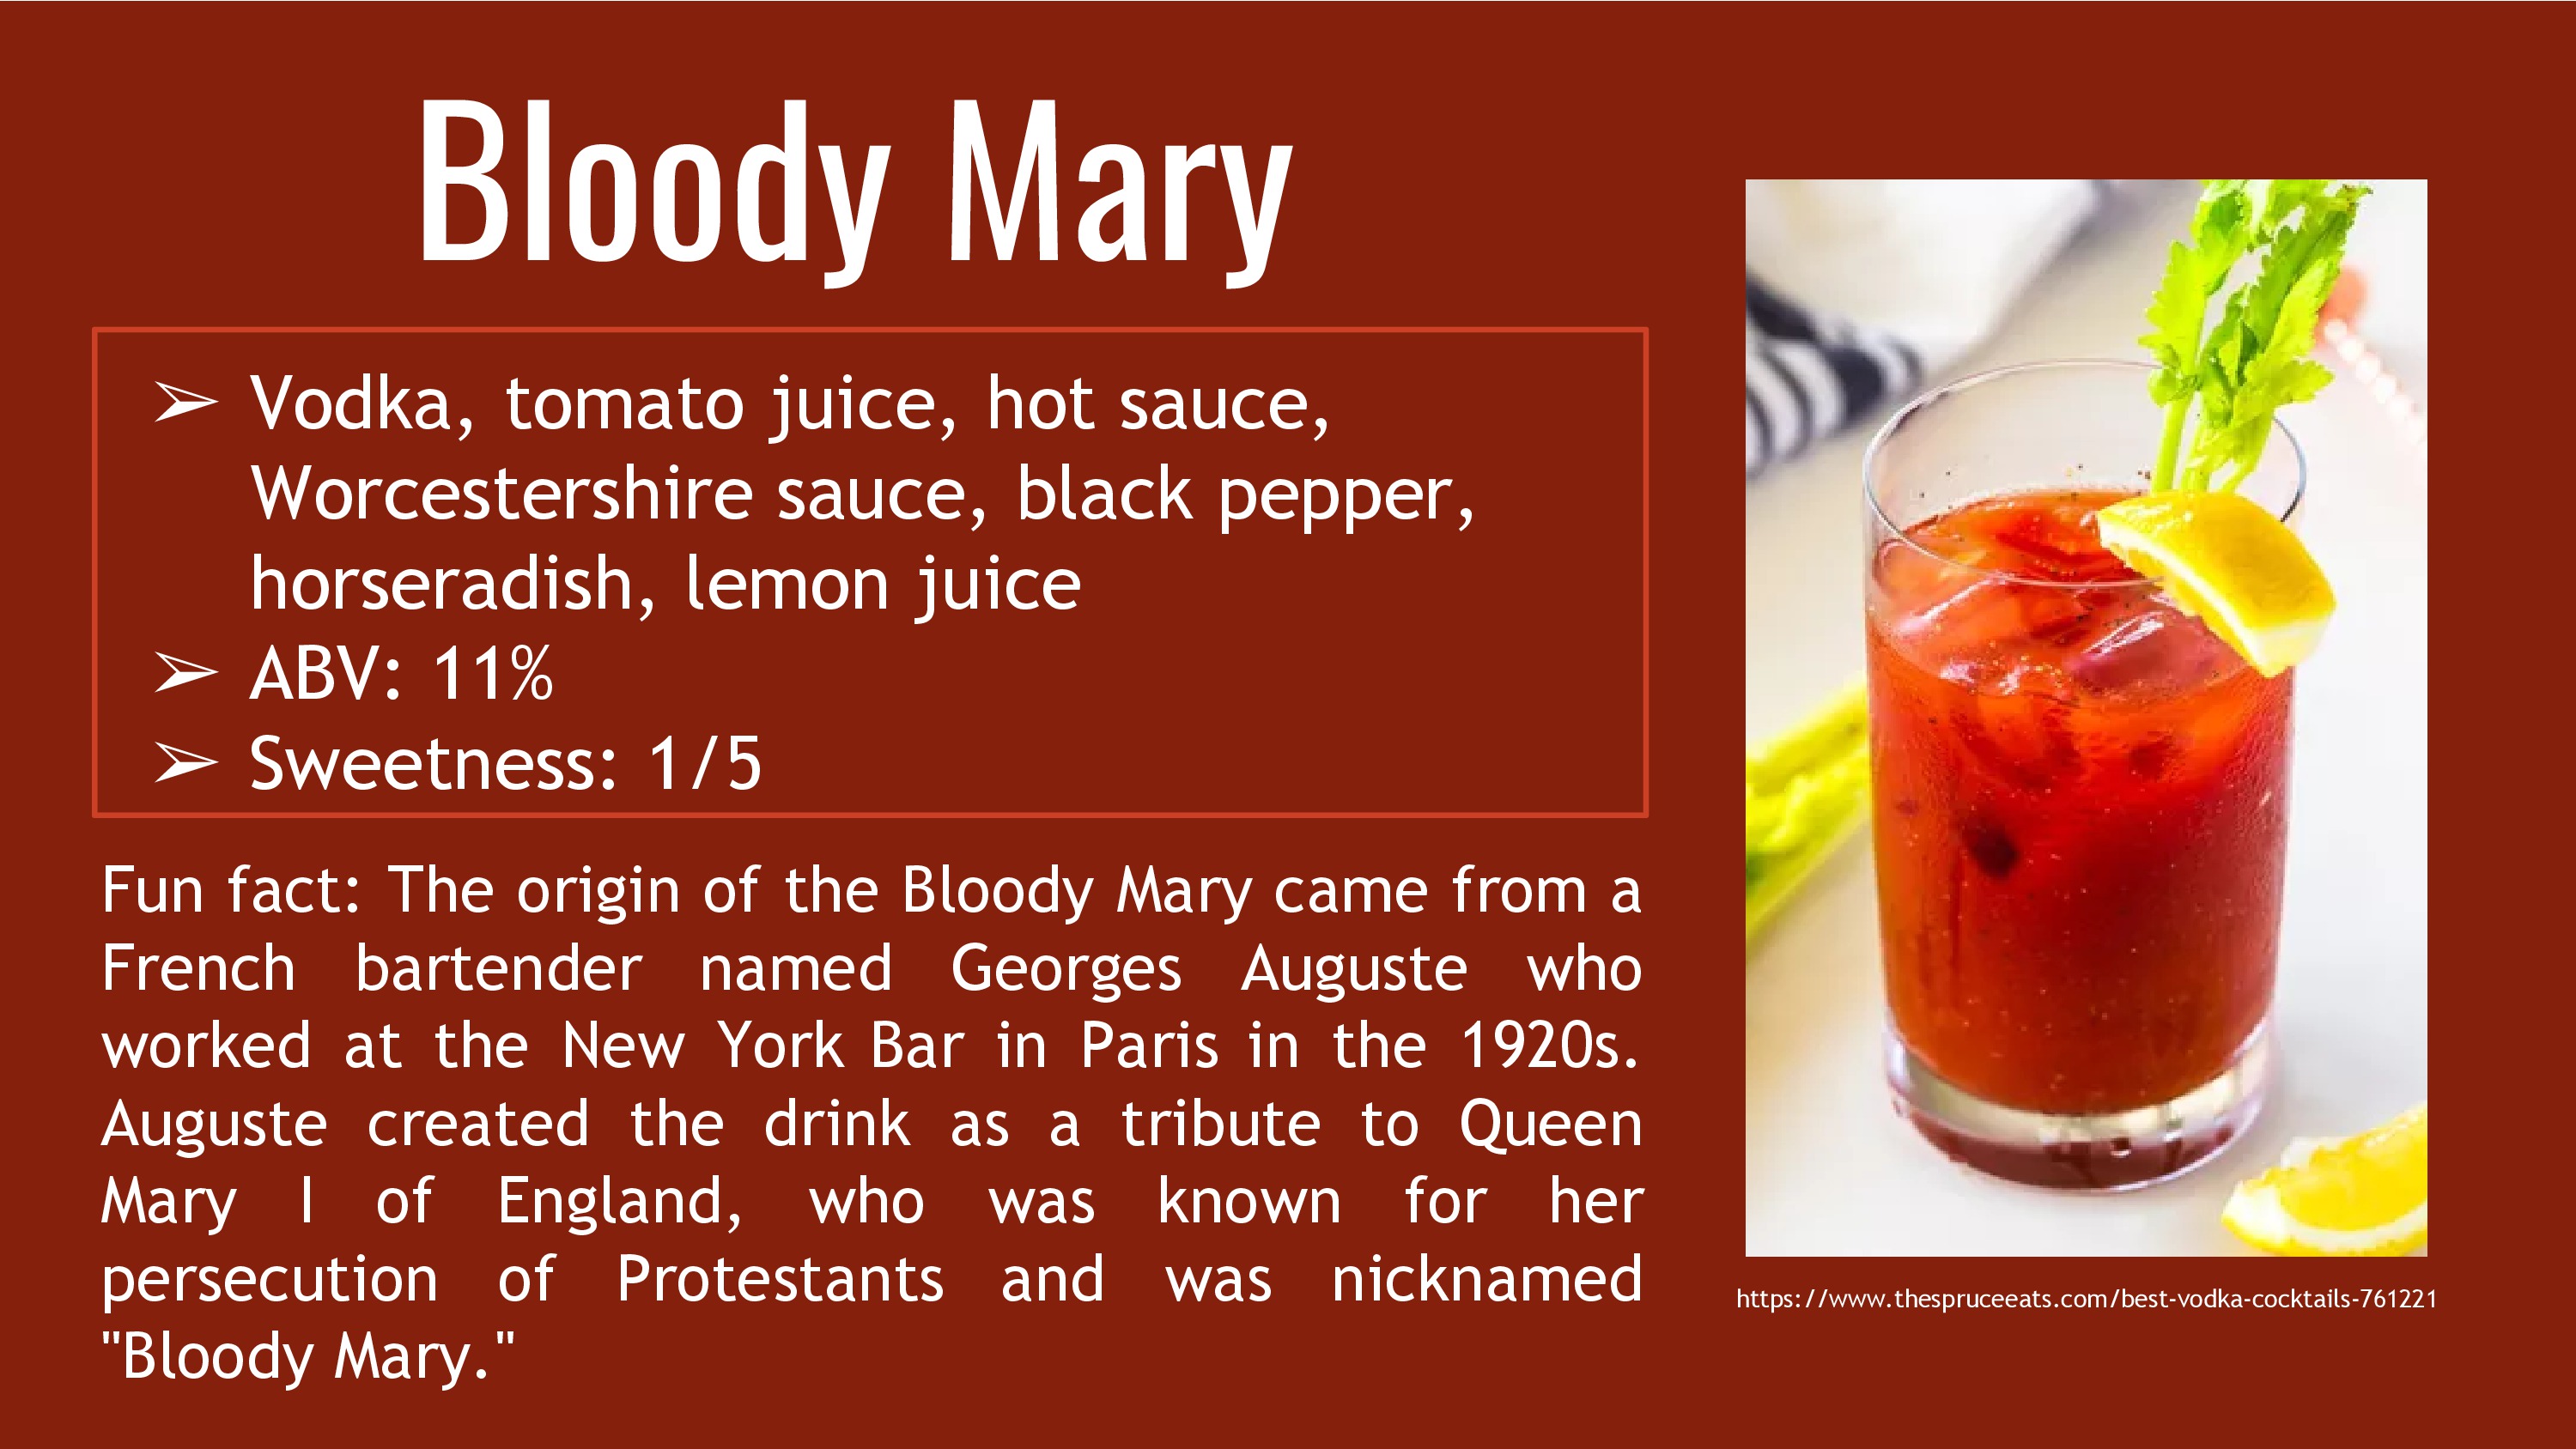 Bloody Mary
➢ Vodka, tomato juice, hot sauce,
Worcestershire sauce, black pepper,
horseradish, lemon juice
➢ ABV: 11%
➢ Sweetness: 1/5
Fun fact: The origin of the Bloody Mary came from a
French bartender named Georges Auguste who
worked at the New York Bar in Paris in the 1920s.
Auguste created the drink as a tribute to Queen
Mary I of England, who was known for her
persecution of Protestants and was nicknamed
"Bloody Mary."
https://www.thespruceeats.com/best-vodka-cocktails-761221